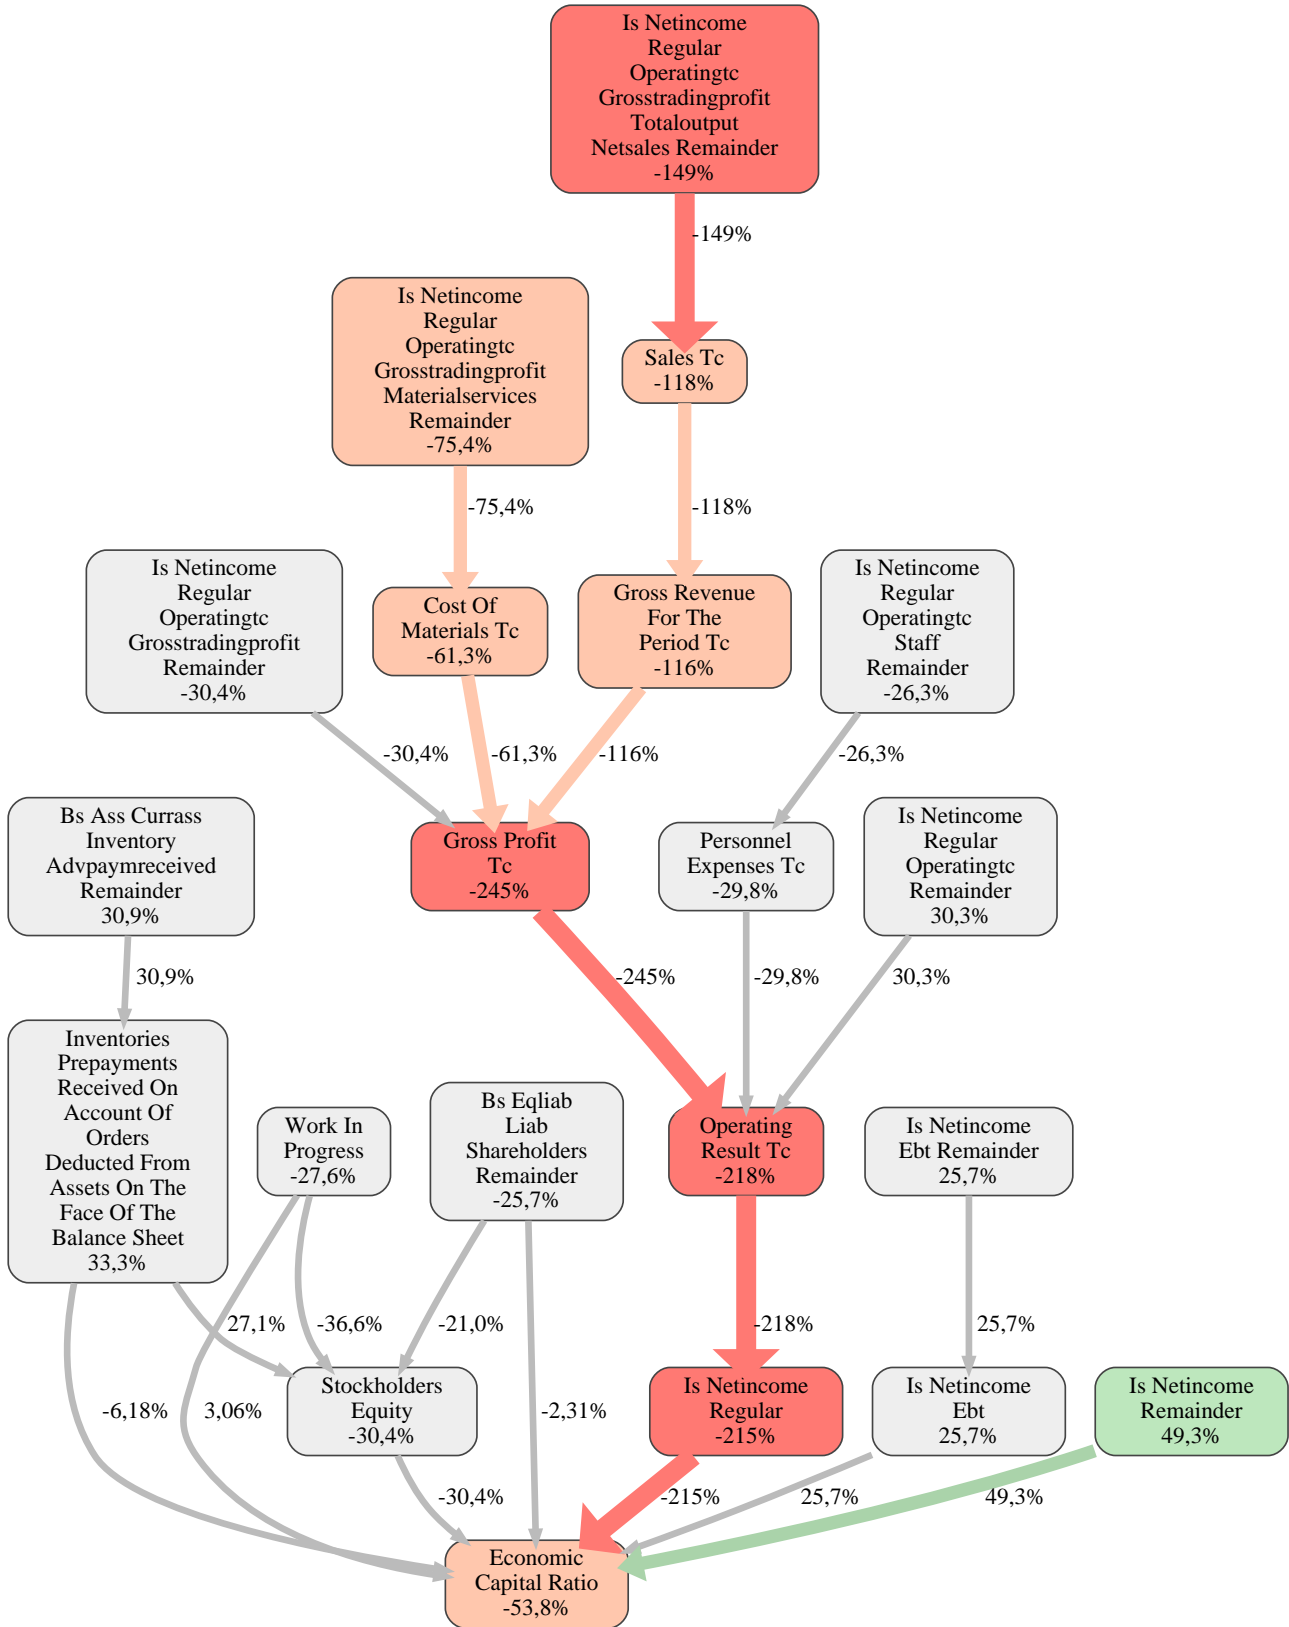 Is Netincome
Regular
Operatingtc
Grosstradingprofit
Totaloutput
Netsales Remainder
-149%
-149%
Is Netincome
Regular
Operatingtc
Grosstradingprofit
Materialservices
Remainder
-75,4%
Sales Tc
-118%
-75,4%
-118%
Is Netincome
Regular
Operatingtc
Grosstradingprofit
Remainder
-30,4%
Cost Of
Materials Tc
-61,3%
Gross Revenue
For The
Period Tc
-116%
Is Netincome
Regular
Operatingtc
Staff
Remainder
-26,3%
-30,4%
-61,3%
-116%
-26,3%
Bs Ass Currass
Inventory
Advpaymreceived
Remainder
30,9%
Gross Profit
Tc
-245%
Personnel
Expenses Tc
-29,8%
Is Netincome
Regular
Operatingtc
Remainder
30,3%
30,9%
-245%
-29,8%
30,3%
Inventories
Prepayments
Received On
Account Of
Orders
Deducted From
Assets On The
Face Of The
Balance Sheet
33,3%
Work In
Progress
-27,6%
Bs Eqliab
Liab
Shareholders
Remainder
-25,7%
Operating
Result Tc
-218%
Is Netincome
Ebt Remainder
25,7%
27,1%
-36,6%
-21,0%
-218%
25,7%
-6,18%
3,06%
Stockholders
Equity
-30,4%
-2,31%
Is Netincome
Regular
-215%
Is Netincome
Ebt
25,7%
Is Netincome
Remainder
49,3%
-30,4%
-215%
25,7%
49,3%
Economic
Capital Ratio
-53,8%